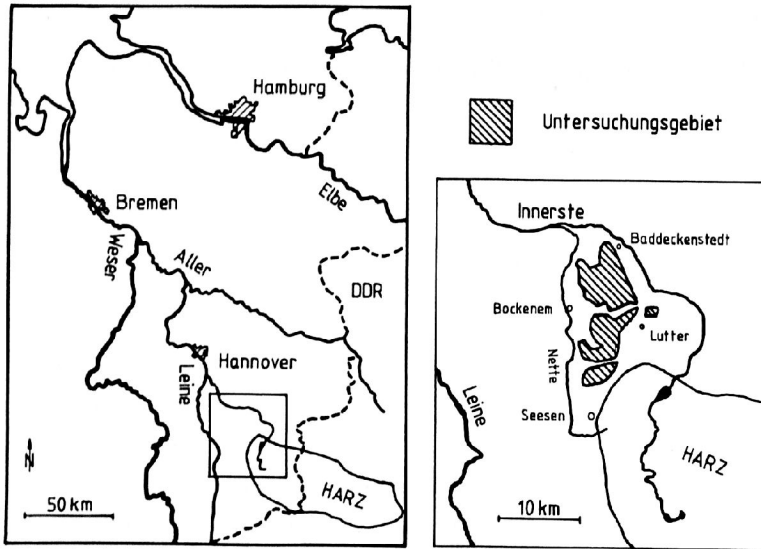 Hamburg
Elbe
Bremen
Weser
Aller
DDR
Hannover
Leine
N
HARZ
50 km
Untersuchungsgebiet
Innerste
Baddeckenstedt
Bockenem
Lutter
Nette
Leine
Seesen
HARZ
10 km